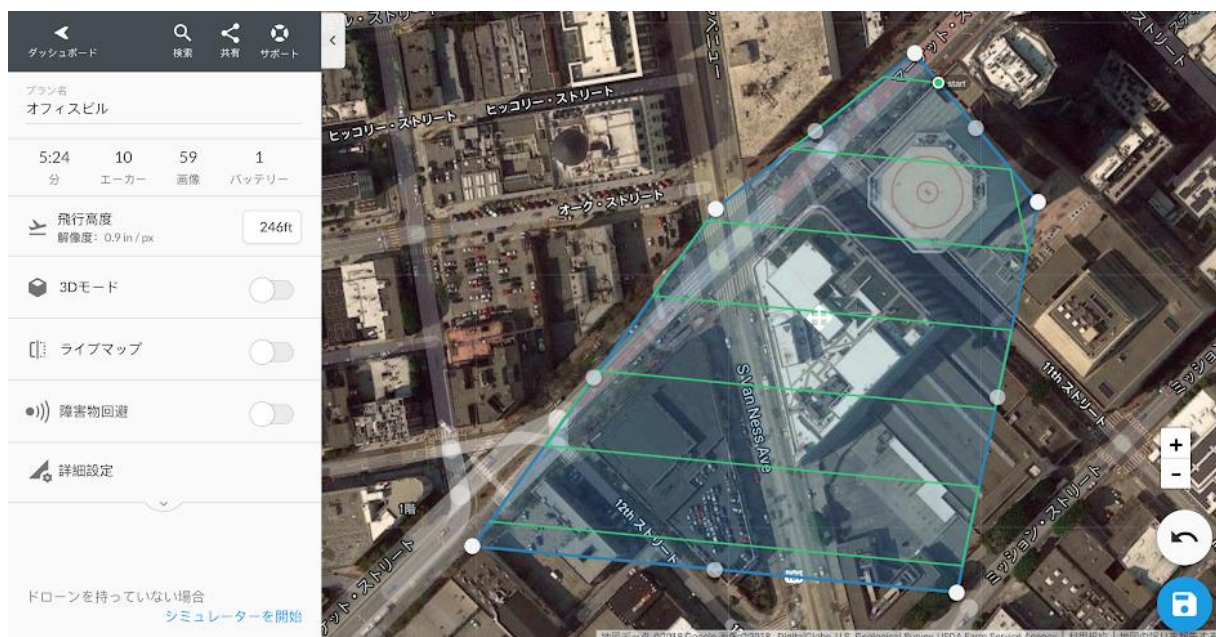 ダッシュボード
検索
共有
サポート
プラン名
オフィスビル
5:24
10
59
1
分
エーカー
画像
バッテリー
飛行高度
解像度: 0.9 in / px
246ft
3Dモード
ライブマップ
障害物回避
詳細設定
ドローンを持っていない場合
シミュレーターを開始
start
ヒッコリー・ストリート
ヒッコリー・ストリート
オーク・ストリート
S Van Ness Ave
11th ストリート
12th ストリート
ミッション・ストリート
1階
+
-